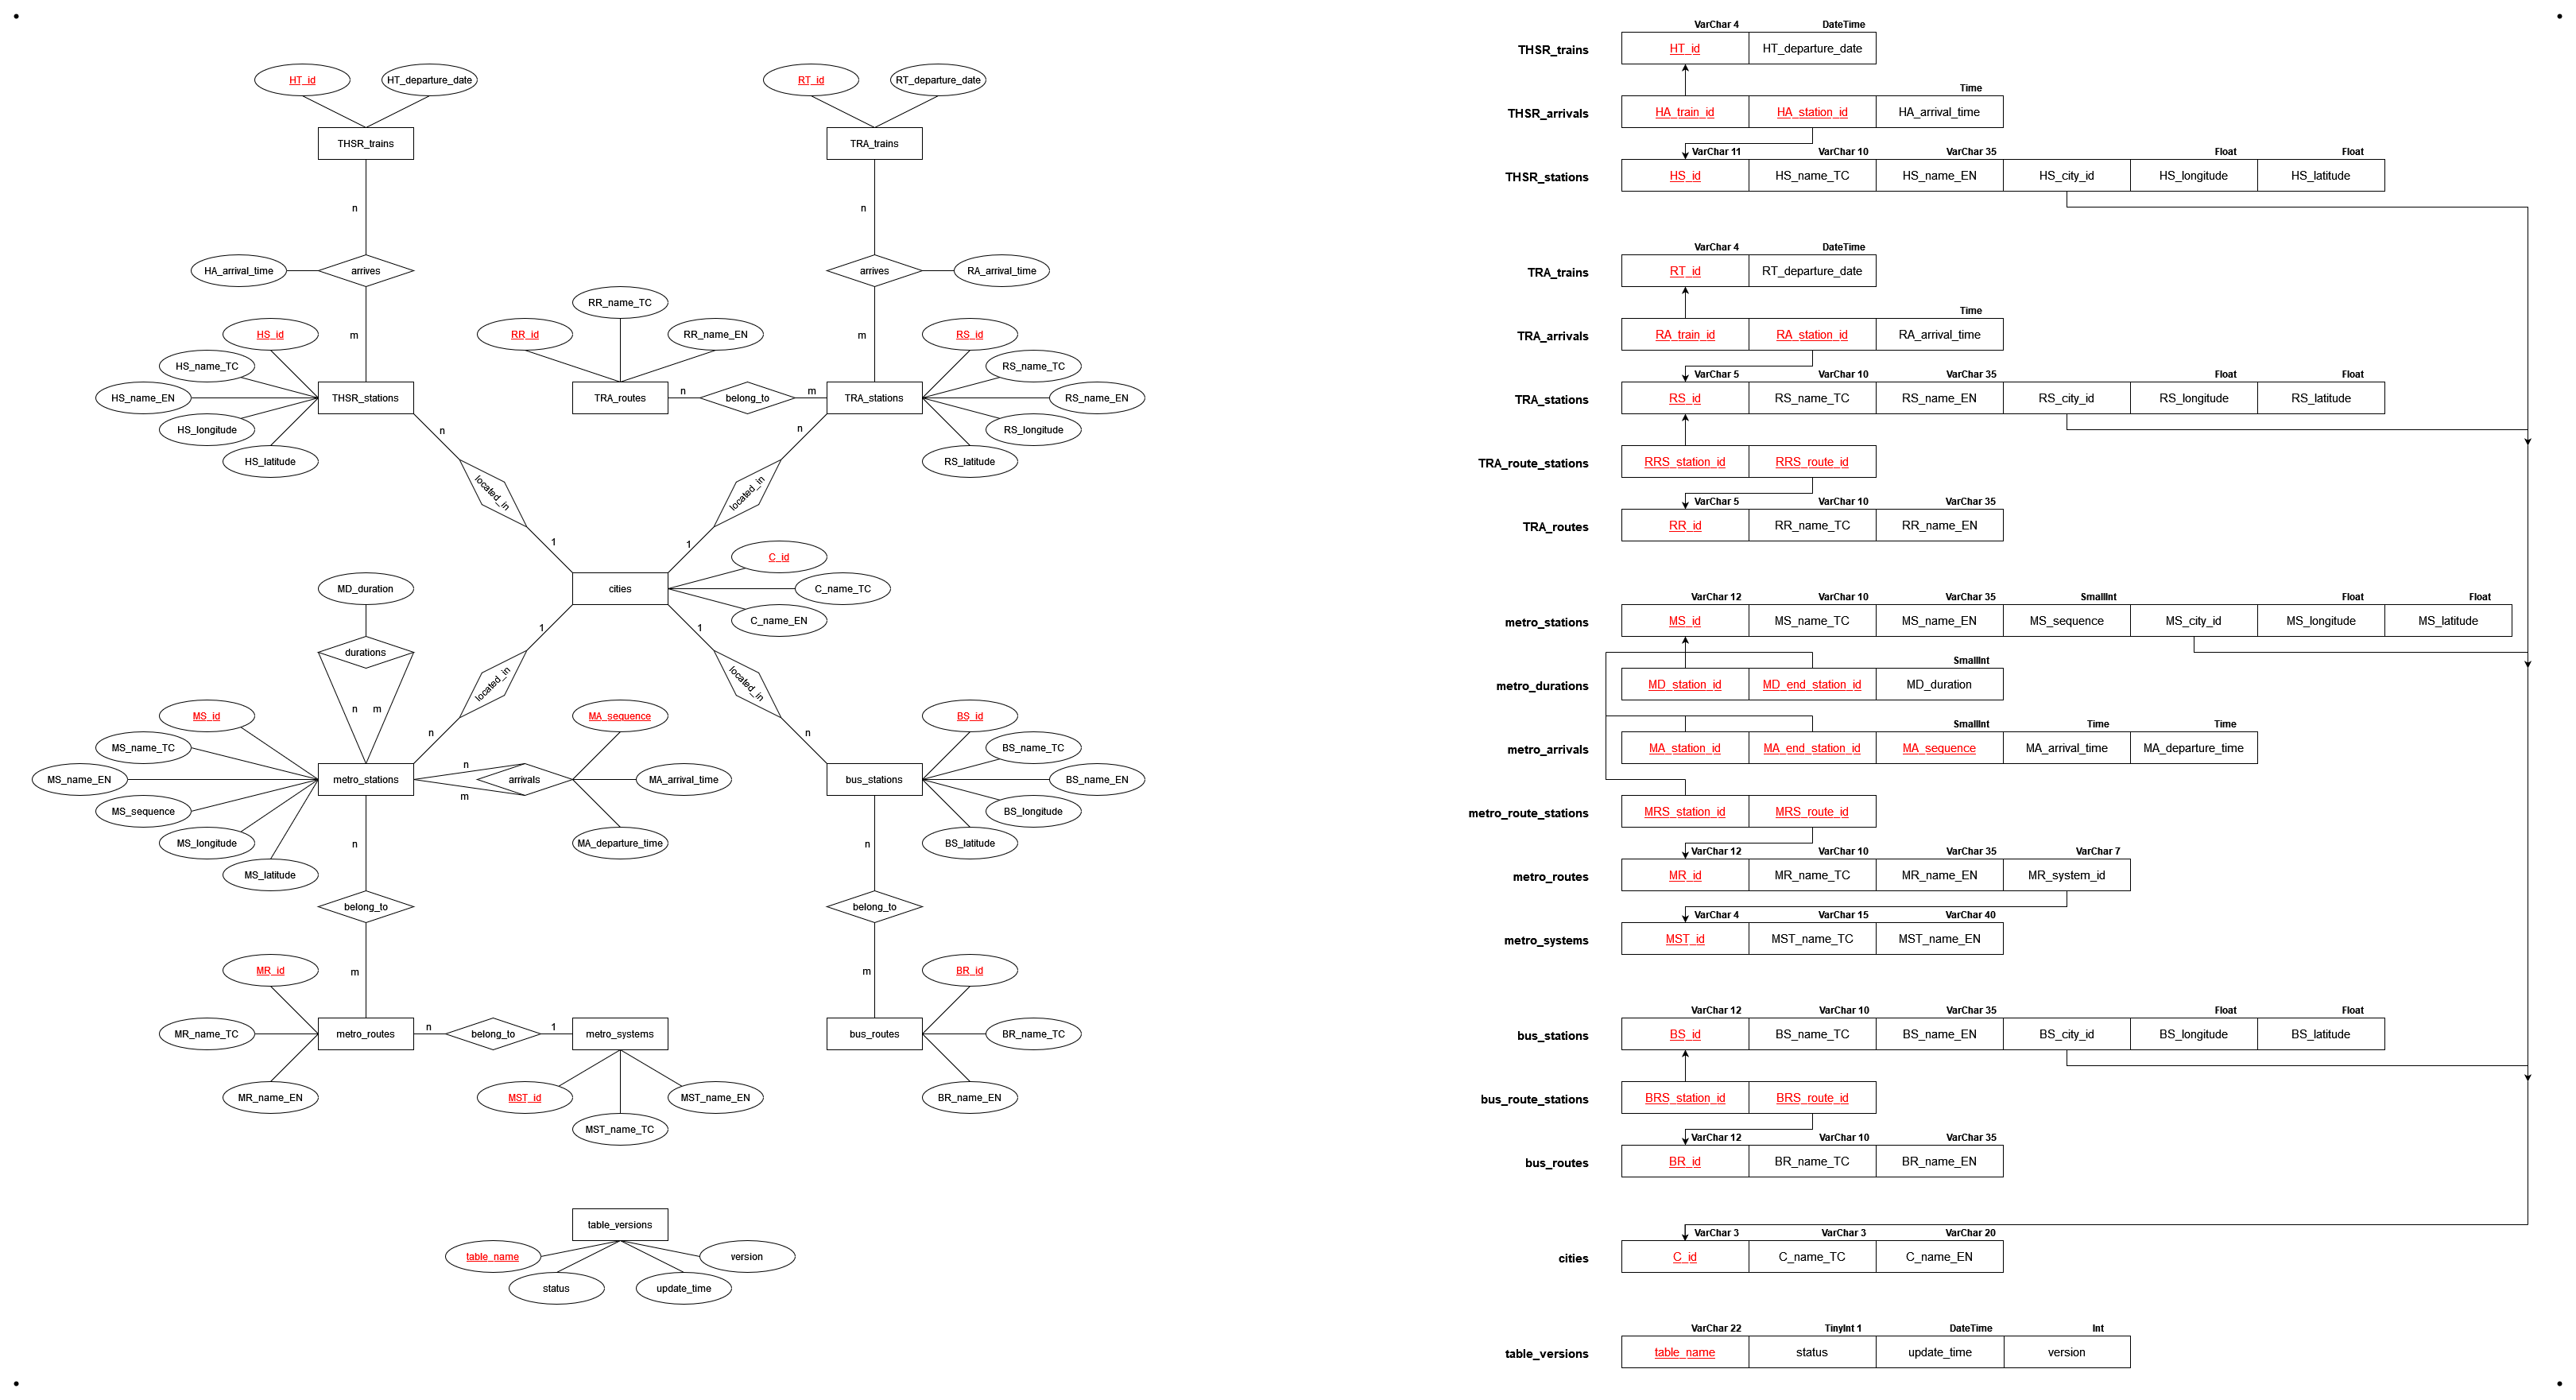 HT_id
HT_departure_date
THSR_trains
n
HA_arrival_time
arrives
m
HS_id
HS_name_TC
HS_name_EN
HS_longitude
HS_latitude
THSR_stations
RT_id
RT_departure_date
TRA_trains
n
arrives
RA_arrival_time
m
RR_name_TC
RR_id
RR_name_EN
TRA_routes
n
belong_to
m
TRA_stations
RS_id
RS_name_TC
RS_name_EN
RS_longitude
RS_latitude
n
located_in
1
n
located_in
1
cities
C_id
C_name_TC
C_name_EN
1
located_in
n
1
located_in
n
MD_duration
durations
n
m
MS_id
MS_name_TC
MS_name_EN
MS_sequence
MS_longitude
MS_latitude
metro_stations
n
m
arrivals
MA_sequence
MA_arrival_time
MA_departure_time
bus_stations
BS_id
BS_name_TC
BS_name_EN
BS_longitude
BS_latitude
n
belong_to
m
n
belong_to
m
MR_id
MR_name_TC
MR_name_EN
metro_routes
n
belong_to
1
metro_systems
MST_id
MST_name_TC
MST_name_EN
bus_routes
BR_id
BR_name_TC
BR_name_EN
table_versions
table_name
status
update_time
version
VarChar 4 DateTime
THSR_trains HT_id HT_departure_date
Time
THSR_arrivals HA_train_id HA_station_id HA_arrival_time
VarChar 11 VarChar 10 VarChar 35 Float Float
THSR_stations HS_id HS_name_TC HS_name_EN HS_city_id HS_longitude HS_latitude
VarChar 4 DateTime
TRA_trains RT_id RT_departure_date
Time
TRA_arrivals RA_train_id RA_station_id RA_arrival_time
VarChar 5 VarChar 10 VarChar 35 Float Float
TRA_stations RS_id RS_name_TC RS_name_EN RS_city_id RS_longitude RS_latitude
TRA_route_stations RRS_station_id RRS_route_id
VarChar 5 VarChar 10 VarChar 35
TRA_routes RR_id RR_name_TC RR_name_EN
VarChar 12 VarChar 10 VarChar 35 SmallInt Float Float
metro_stations MS_id MS_name_TC MS_name_EN MS_sequence MS_city_id MS_longitude MS_latitude
SmallInt
metro_durations MD_station_id MD_end_station_id MD_duration
SmallInt Time Time
metro_arrivals MA_station_id MA_end_station_id MA_sequence MA_arrival_time MA_departure_time
metro_route_stations MRS_station_id MRS_route_id
VarChar 12 VarChar 10 VarChar 35 VarChar 7
metro_routes MR_id MR_name_TC MR_name_EN MR_system_id
VarChar 4 VarChar 15 VarChar 40
metro_systems MST_id MST_name_TC MST_name_EN
VarChar 12 VarChar 10 VarChar 35 Float Float
bus_stations BS_id BS_name_TC BS_name_EN BS_city_id BS_longitude BS_latitude
bus_route_stations BRS_station_id BRS_route_id
VarChar 12 VarChar 10 VarChar 35
bus_routes BR_id BR_name_TC BR_name_EN
VarChar 3 VarChar 3 VarChar 20
cities C_id C_name_TC C_name_EN
VarChar 22 TinyInt 1 DateTime Int
table_versions table_name status update_time version